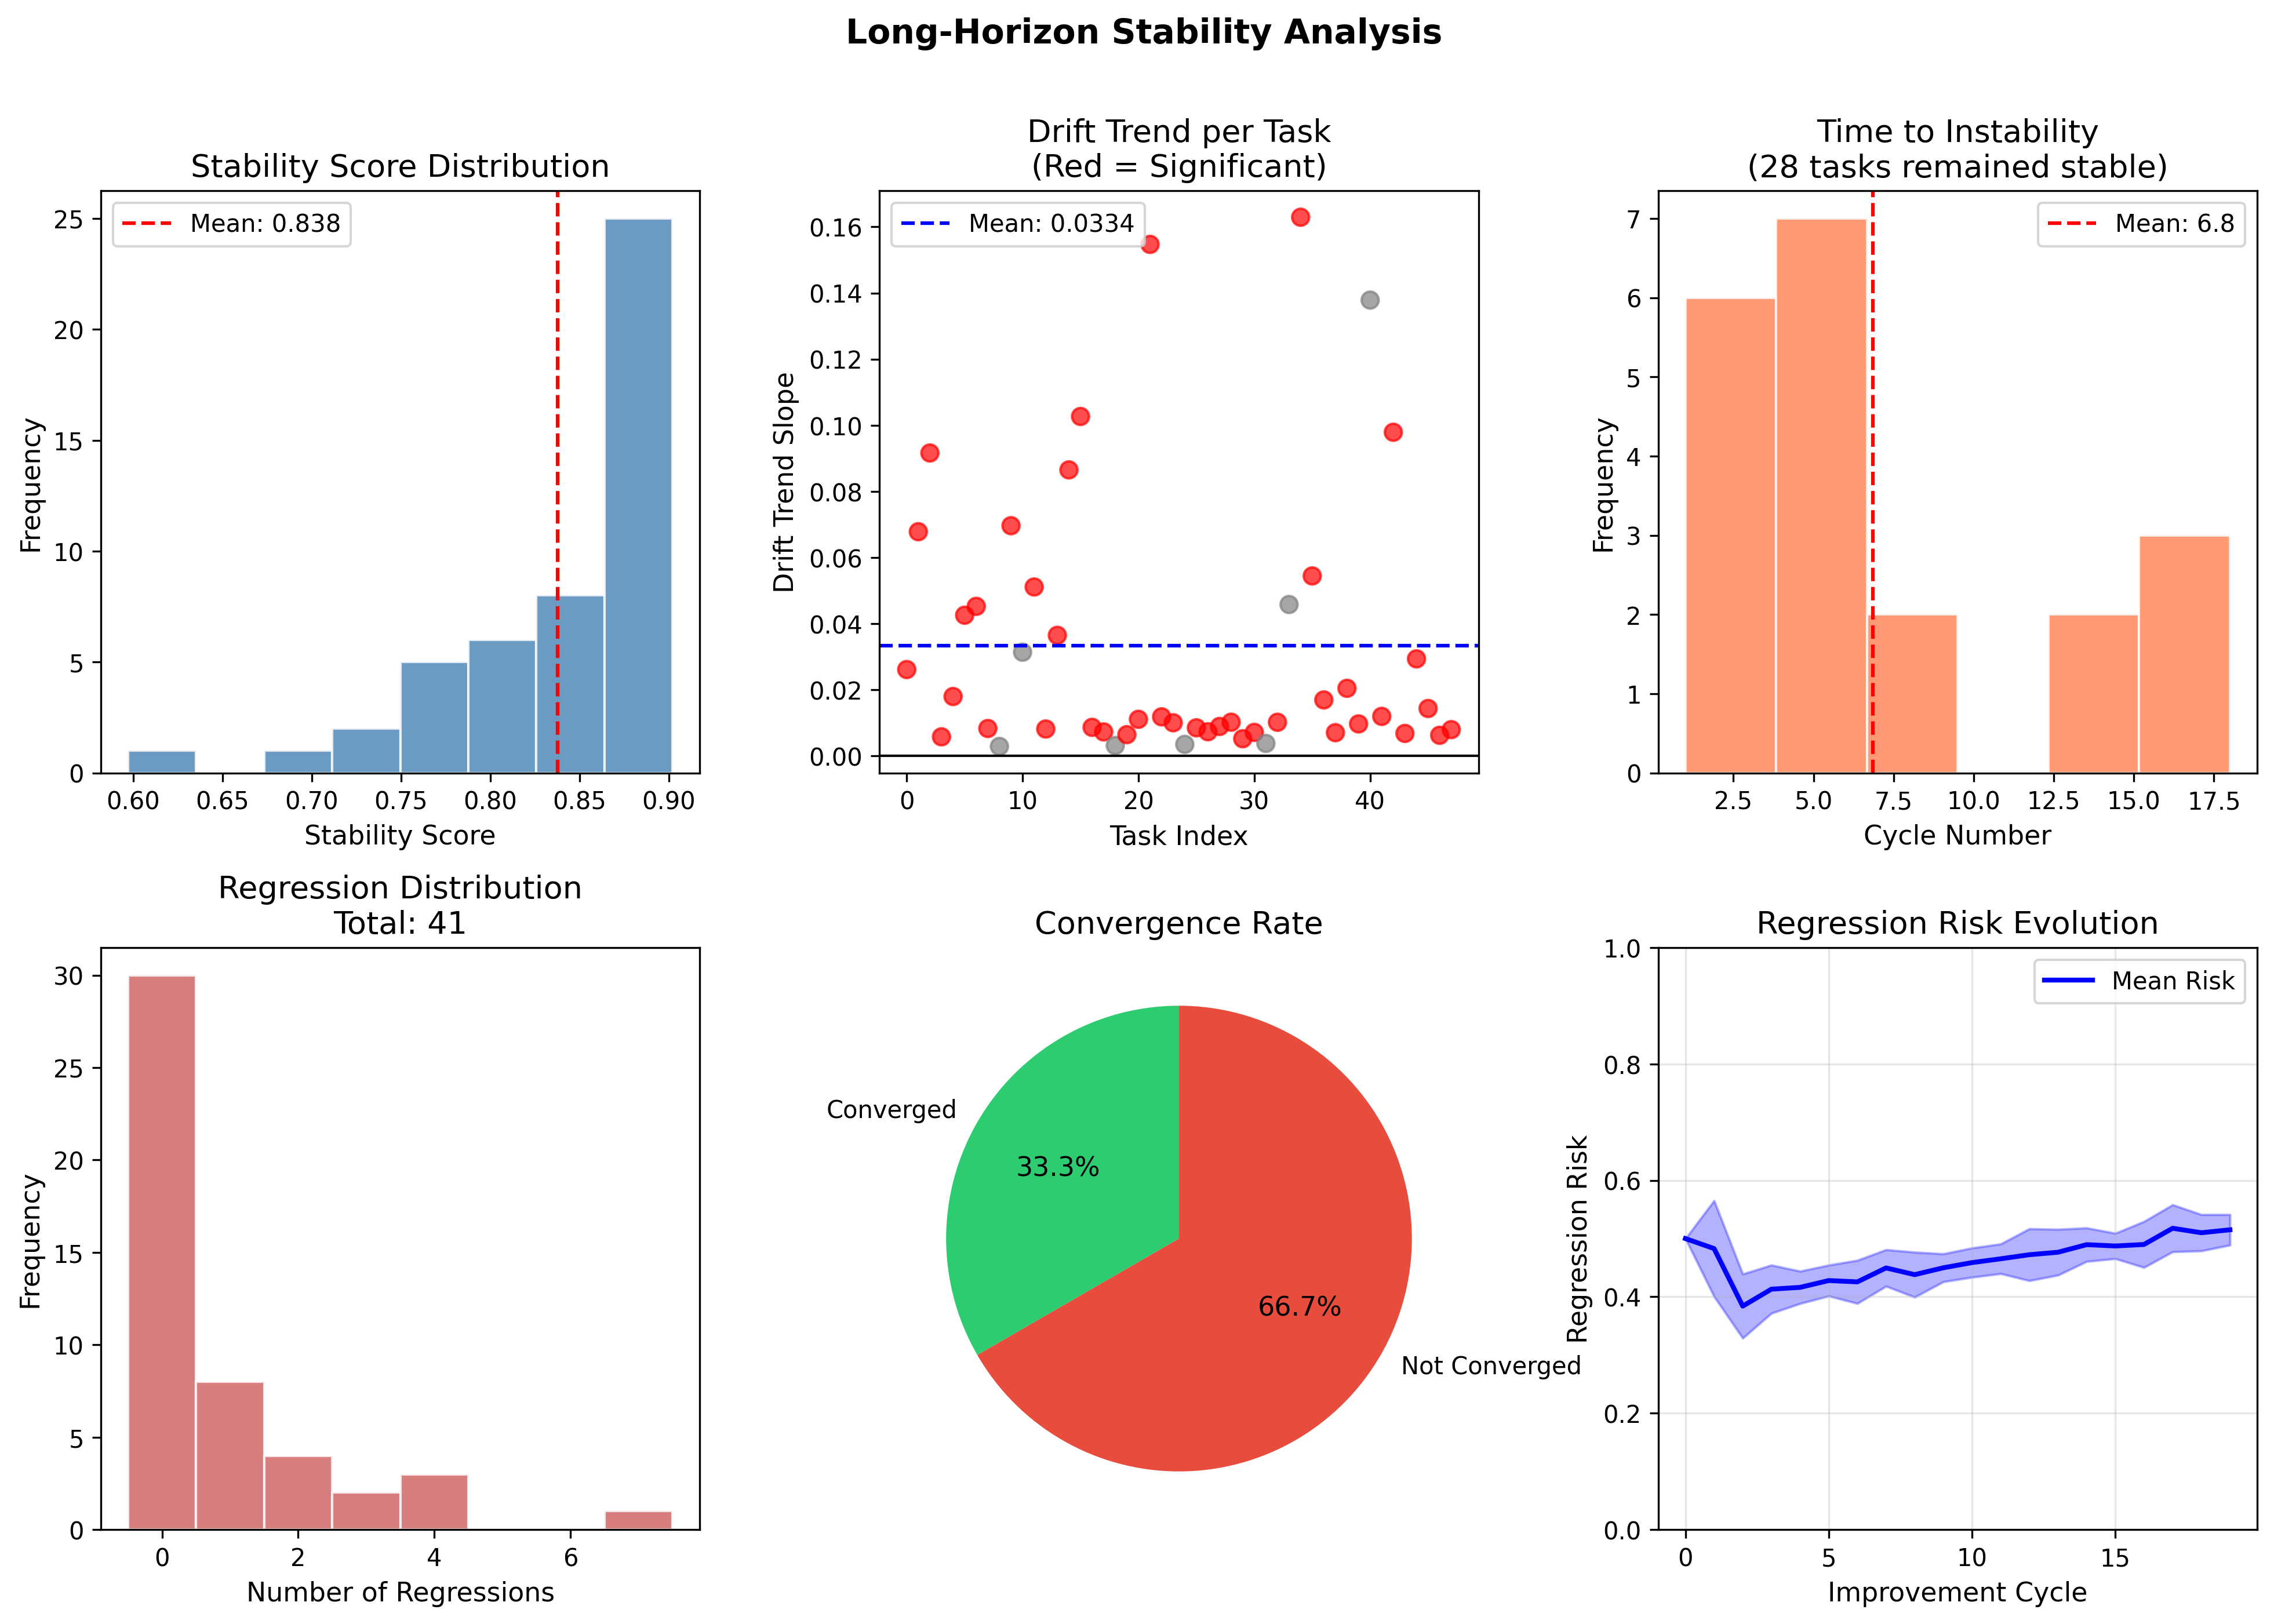 Long-Horizon Stability Analysis
Stability Score Distribution
Mean: 0.838
25
20
15
10
5
0
Frequency
0.60
0.65
0.70
0.75
0.80
0.85
0.90
Stability Score
Drift Trend per Task
(Red = Significant)
Mean: 0.0334
0.16
0.14
0.12
0.10
0.08
0.06
0.04
0.02
0.00
Drift Trend Slope
0
10
20
30
40
Task Index
Time to Instability
(28 tasks remained stable)
Mean: 6.8
7
6
5
4
3
2
1
0
Frequency
2.5
5.0
7.5
10.0
12.5
15.0
17.5
Cycle Number
Regression Distribution
Total: 41
30
25
20
15
10
5
0
Frequency
0
2
4
6
Number of Regressions
Convergence Rate
Converged
33.3%
66.7%
Not Converged
Regression Risk Evolution
Mean Risk
1.0
0.8
0.6
0.4
0.2
0.0
Regression Risk
0
5
10
15
Improvement Cycle